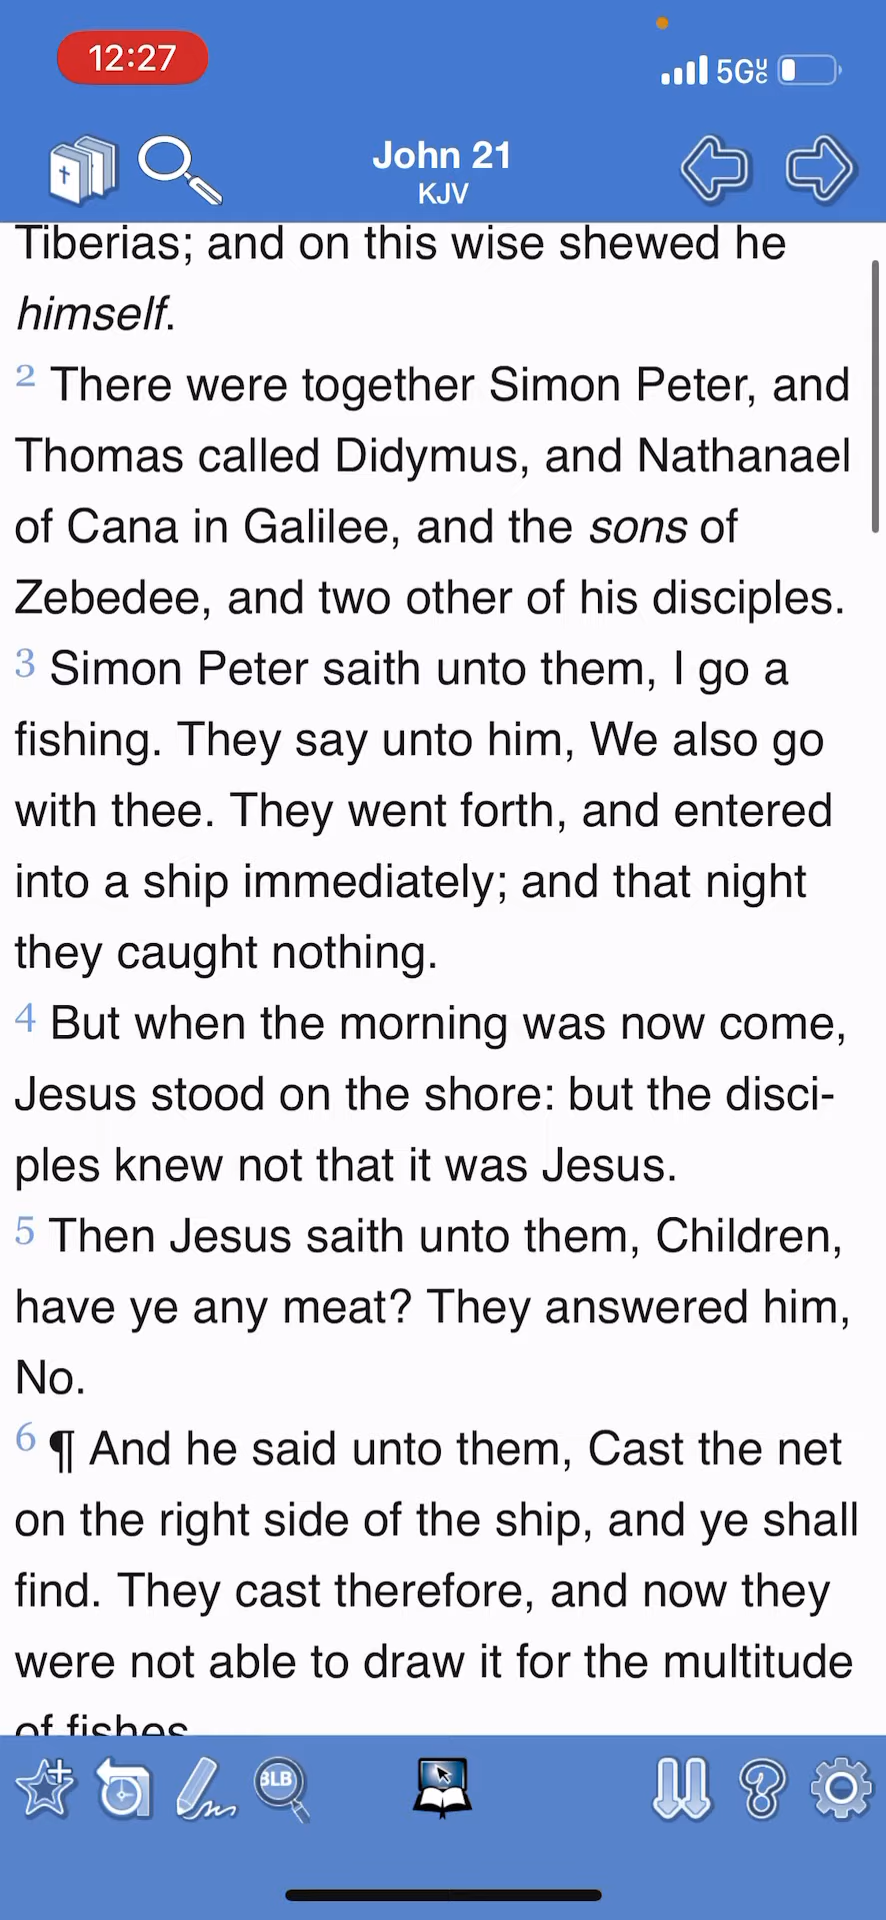 12:27
5GUC
John 21
KJV
Tiberias; and on this wise shewed he
himself.
2 There were together Simon Peter, and
Thomas called Didymus, and Nathanael
of Cana in Galilee, and the sons of
Zebedee, and two other of his disciples.
3 Simon Peter saith unto them, I go a
fishing. They say unto him, We also go
with thee. They went forth, and entered
into a ship immediately; and that night
they caught nothing.
4 But when the morning was now come,
Jesus stood on the shore: but the disci-
ples knew not that it was Jesus.
5 Then Jesus saith unto them, Children,
have ye any meat? They answered him,
No.
6 ¶ And he said unto them, Cast the net
on the right side of the ship, and ye shall
find. They cast therefore, and now they
were not able to draw it for the multitude
of fishes
BLB